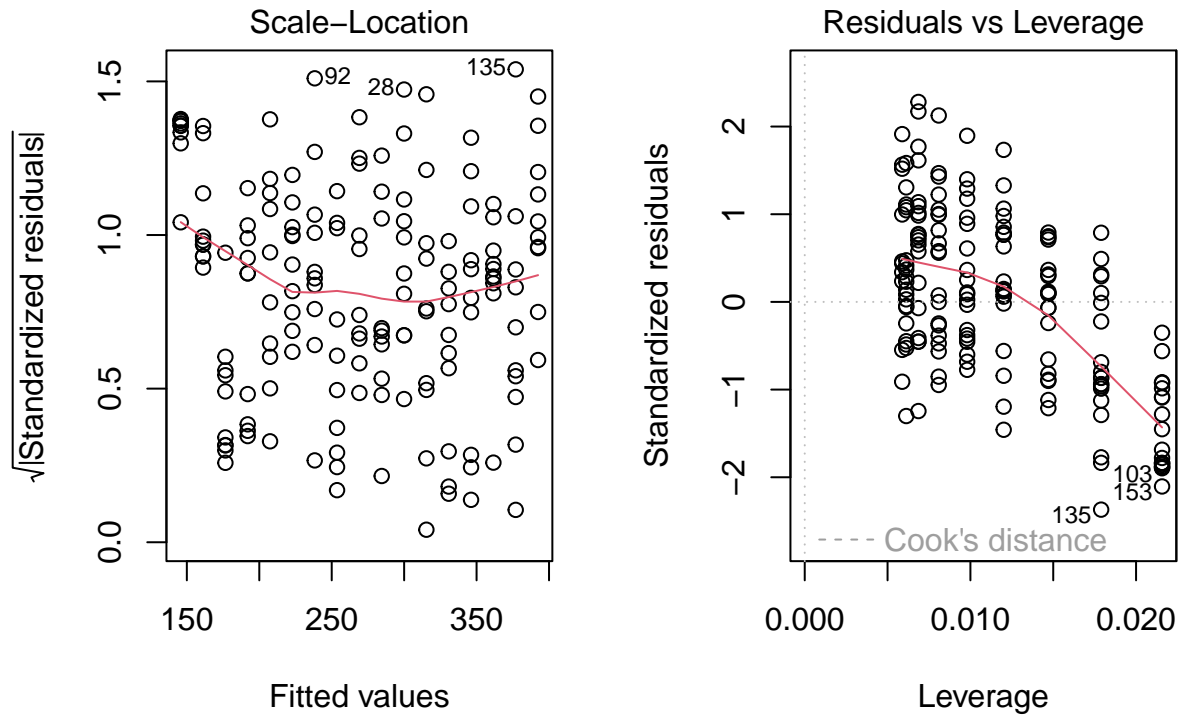 Scale−Location
√|Standardized residuals|
0.0 0.5 1.0 1.5
92
28
135
150 250 350
Fitted values
Residuals vs Leverage
Standardized residuals
−2 −1 0 1 2
103
153
135
Cook's distance
0.000 0.010 0.020
Leverage